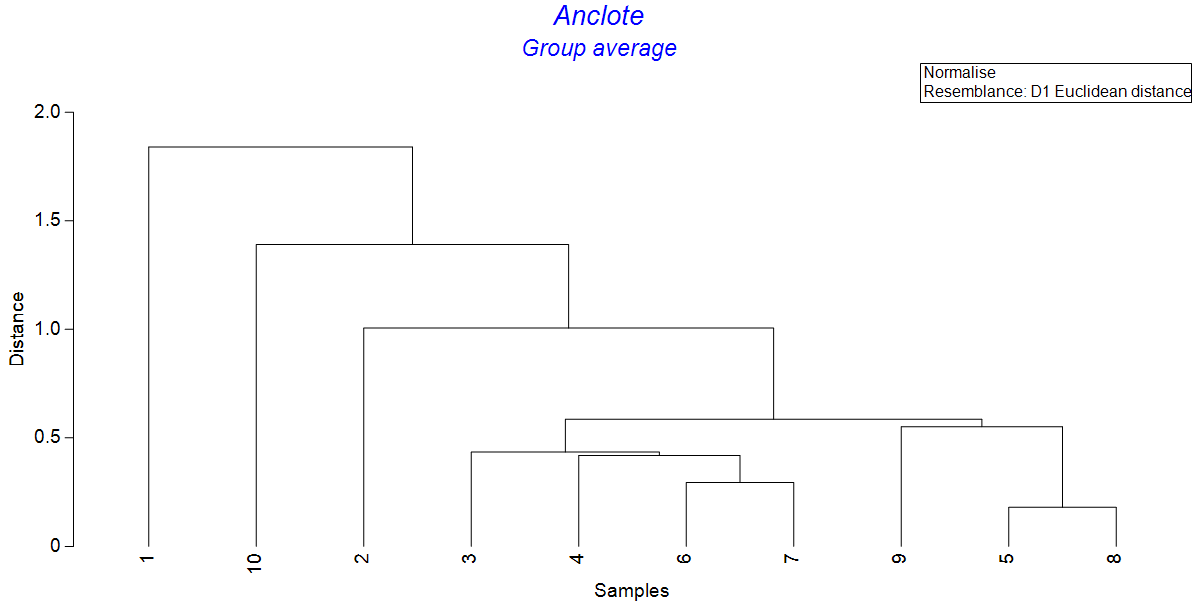 Anclote
Group average
Normalise
Resemblance: D1 Euclidean distance
2.0
1.5
1.0
0.5
0
Distance
1 10 2 3 4 6 7 9 5 8
Samples